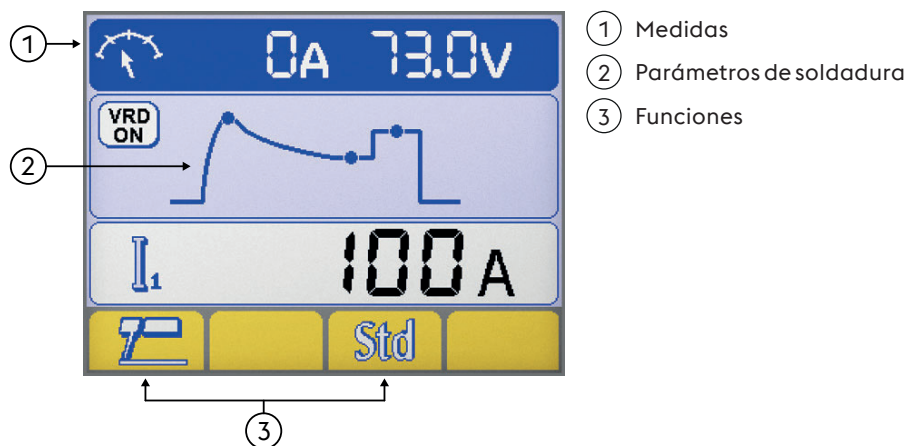 1
0A 73.0V
VRD
ON
2
I1 100A
Std
3
1 Medidas
2 Parámetros de soldadura
3 Funciones